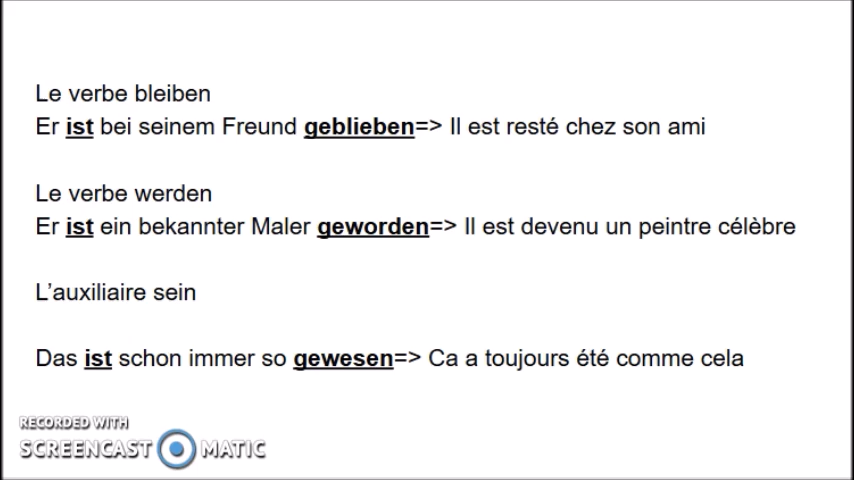 Le verbe bleiben
Er ist bei seinem Freund geblieben=> Il est resté chez son ami
Le verbe werden
Er ist ein bekannter Maler geworden=> Il est devenu un peintre célèbre
L’auxiliaire sein
Das ist schon immer so gewesen=> Ca a toujours été comme cela
RECORDED WITH
SCREENCAST MATIC